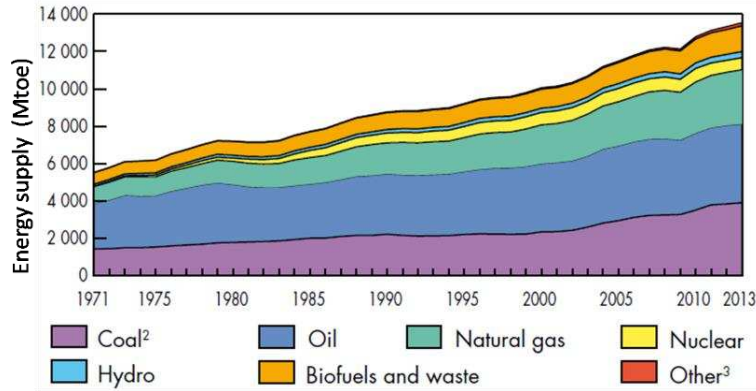 14 000
12 000
10 000
8 000
6 000
4 000
2 000
0
Energy supply (Mtoe)
1971 1975 1980 1985 1990 1995 2000 2005 2010 2013
Coal² Oil Natural gas Nuclear
Hydro Biofuels and waste Other³